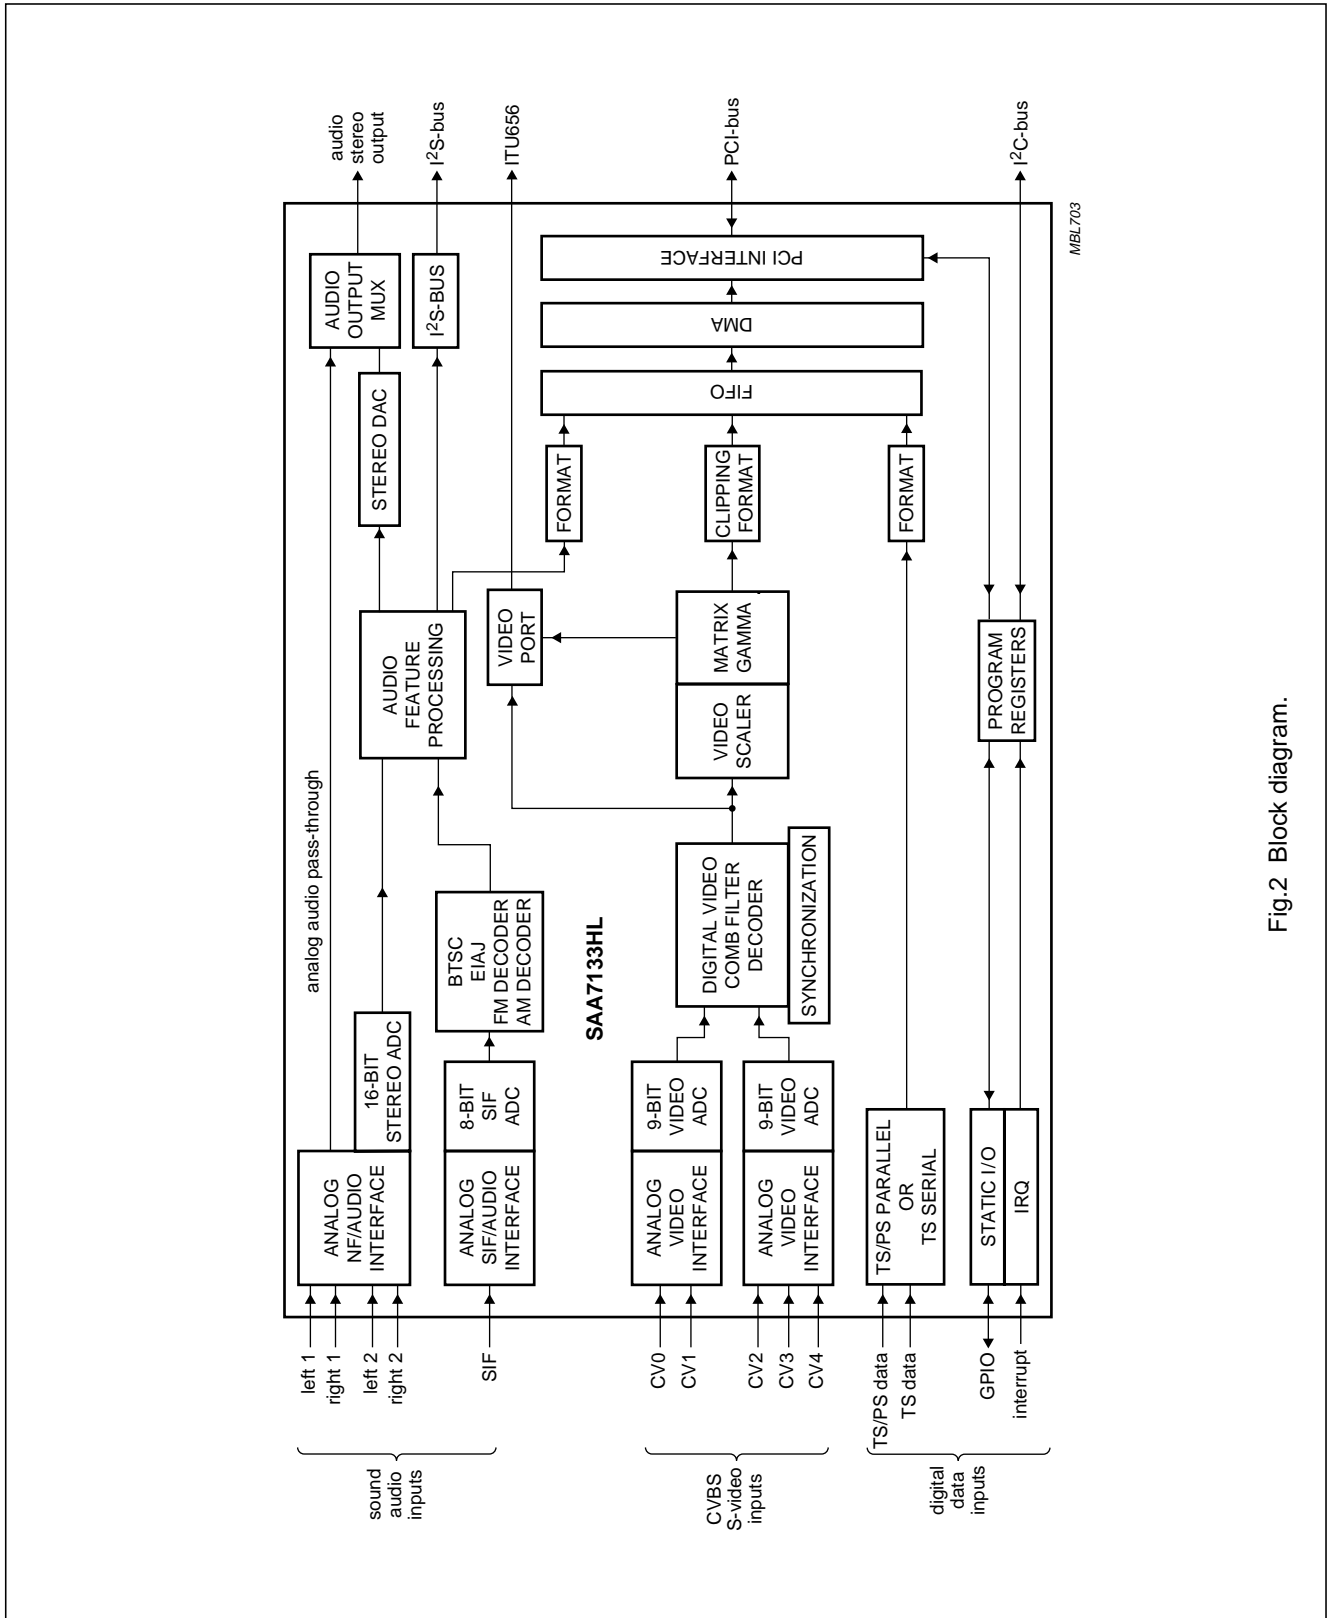 audio
stereo
output
I2S-bus
ITU656
PCI-bus
I2C-bus
MBL703
AUDIO
OUTPUT
MUX
I2S-BUS
PCI INTERFACE
DMA
FIFO
STEREO DAC
FORMAT
CLIPPING
FORMAT
FORMAT
AUDIO
FEATURE
PROCESSING
VIDEO
PORT
MATRIX
GAMMA
VIDEO
SCALER
PROGRAM
REGISTERS
analog audio pass-through
BTSC
EIAJ
FM DECODER
AM DECODER
SAA7133HL
DIGITAL VIDEO
COMB FILTER
DECODER
SYNCHRONIZATION
16-BIT
STEREO ADC
8-BIT
SIF
ADC
9-BIT
VIDEO
ADC
9-BIT
VIDEO
ADC
ANALOG
NF/AUDIO
INTERFACE
ANALOG
SIF/AUDIO
INTERFACE
ANALOG
VIDEO
INTERFACE
ANALOG
VIDEO
INTERFACE
TS/PS PARALLEL
OR
TS SERIAL
STATIC I/O
IRQ
left 1
right 1
left 2
right 2
SIF
CV0
CV1
CV2
CV3
CV4
TS/PS data
TS data
GPIO
interrupt
sound
audio
inputs
CVBS
S-video
inputs
digital
data
inputs
Fig.2 Block diagram.